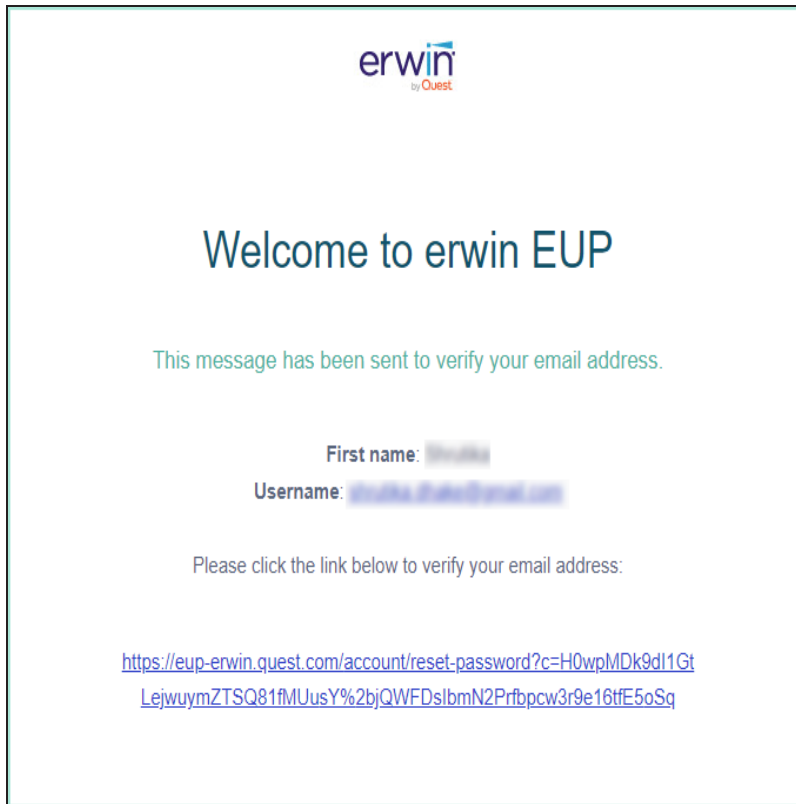 erwin
by Quest
Welcome to erwin EUP
This message has been sent to verify your email address.
First name:
Username:
Please click the link below to verify your email address:
https://eup-erwin.quest.com/account/reset-password?c=H0wpMDk9dI1Gt
LejwuymZTSQ81fMUusY%2bjQWFDsIbmN2Prfbpcw3r9e16tfE5oSq